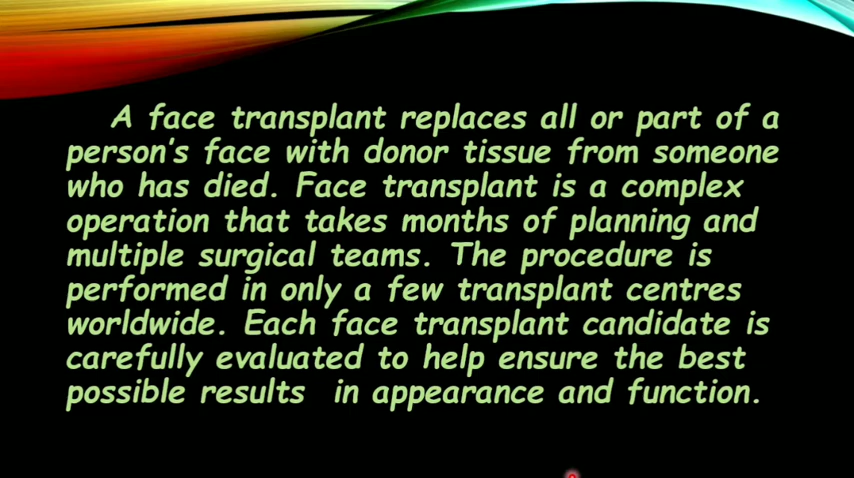 A face transplant replaces all or part of a
person's face with donor tissue from someone
who has died. Face transplant is a complex
operation that takes months of planning and
multiple surgical teams. The procedure is
performed in only a few transplant centres
worldwide. Each face transplant candidate is
carefully evaluated to help ensure the best
possible results  in appearance and function.